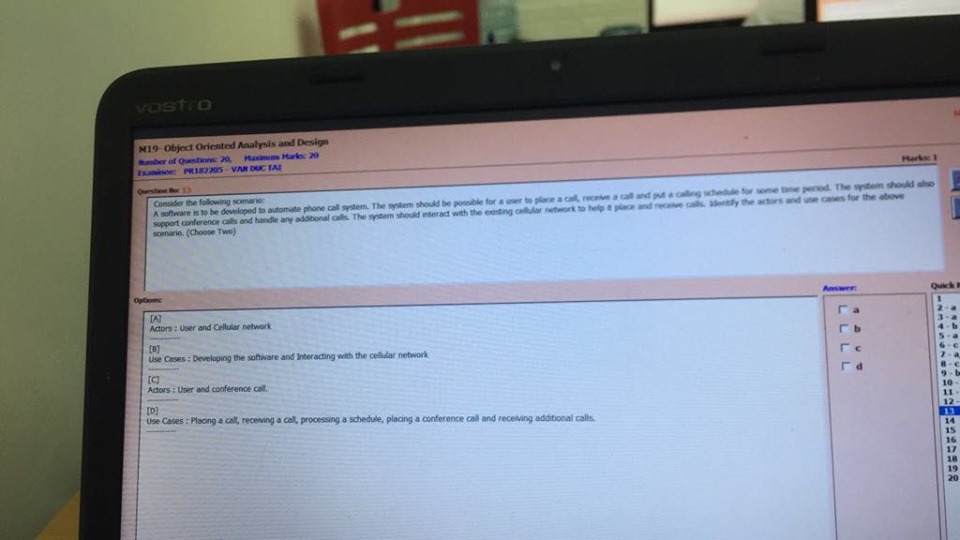 vostro
M19- Object Oriented Analysis and Design
Number of Questions: 20, Maximum Marks: 20
Examinee: PR182205 - VAN DUC TAI
Marks: 1
Question No: 13
Consider the following scenario:
A software is to be developed to automate phone call system. The system should be possible for a user to place a call, receive a call and put a calling schedule for some time period. The system should also
support conference calls and handle any additional calls. The system should interact with the existing cellular network to help it place and receive calls. Identify the actors and use cases for the above
scenario. (Choose Two)
Options:
[A]
Actors : User and Cellular network
------------
[B]
Use Cases : Developing the software and Interacting with the cellular network
------------
[C]
Actors : User and conference call.
------------
[D]
Use Cases : Placing a call, receiving a call, processing a schedule, placing a conference call and receiving additional calls.
------------
Answer:
a
b
c
d
Quick
1
2 - a
3 - a
4 - b
5 - a
6 - c
7 - a,
8 - c
9 - b
10 -
11 -
12 -
13
14
15
16
17
18
19
20